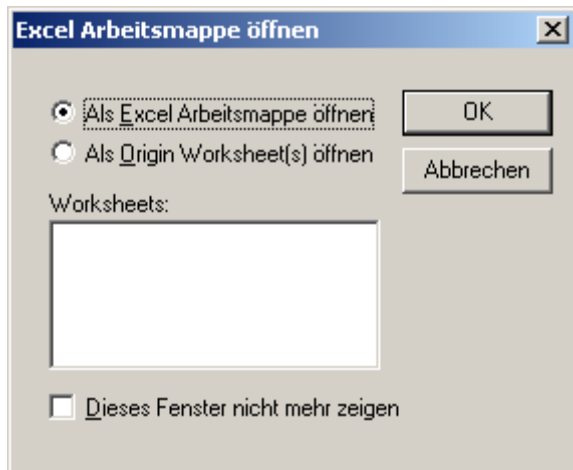 Excel Arbeitsmappe öffnen
Als Excel Arbeitsmappe öffnen
OK
Als Origin Worksheet(s) öffnen
Abbrechen
Worksheets:
Dieses Fenster nicht mehr zeigen